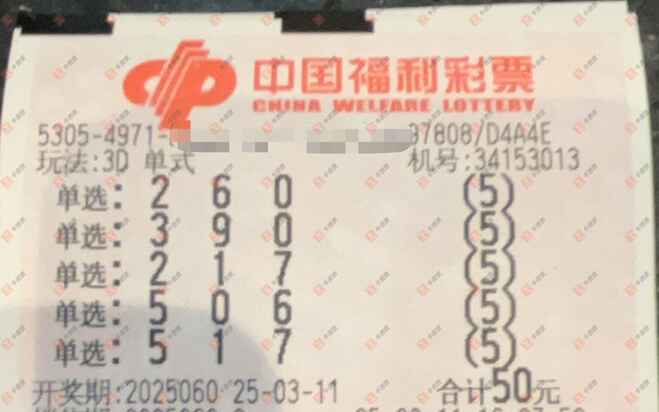 中国福利彩票
CHINA WELFARE LOTTERY
5305-4971- 97808/D4A4E
玩法:3D 单式 机号:34153013
单选: 2 6 0 (5)
单选: 3 9 0 (5)
单选: 2 1 7 (5)
单选: 5 0 6 (5)
单选: 5 1 7 (5)
开奖期:2025060 25-03-11 合计50元